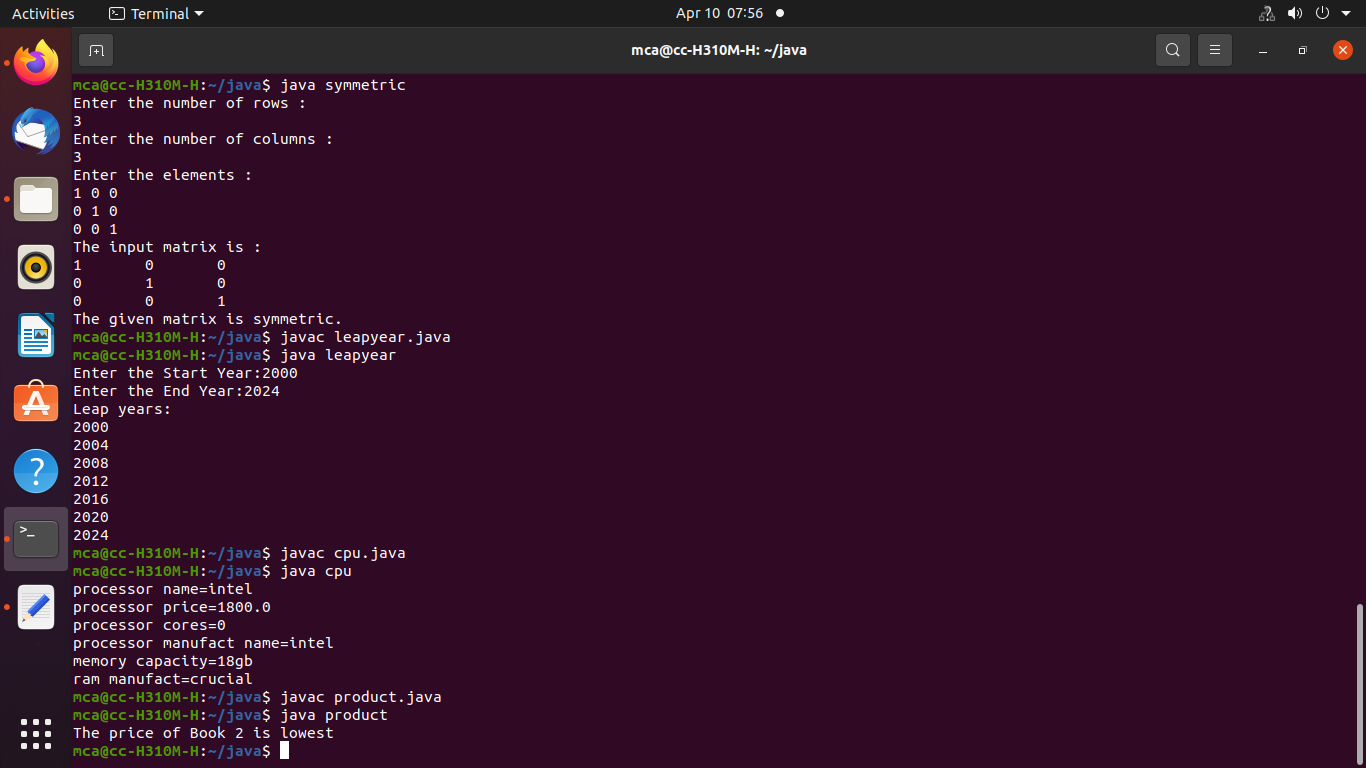 Activities Terminal Apr 10 07:56
mca@cc-H310M-H: ~/java
mca@cc-H310M-H:~/java$ java symmetric
Enter the number of rows :
3
Enter the number of columns :
3
Enter the elements :
1 0 0
0 1 0
0 0 1
The input matrix is :
1 0 0
0 1 0
0 0 1
The given matrix is symmetric.
mca@cc-H310M-H:~/java$ javac leapyear.java
mca@cc-H310M-H:~/java$ java leapyear
Enter the Start Year:2000
Enter the End Year:2024
Leap years:
2000
2004
2008
2012
2016
2020
2024
mca@cc-H310M-H:~/java$ javac cpu.java
mca@cc-H310M-H:~/java$ java cpu
processor name=intel
processor price=1800.0
processor cores=0
processor manufact name=intel
memory capacity=18gb
ram manufact=crucial
mca@cc-H310M-H:~/java$ javac product.java
mca@cc-H310M-H:~/java$ java product
The price of Book 2 is lowest
mca@cc-H310M-H:~/java$